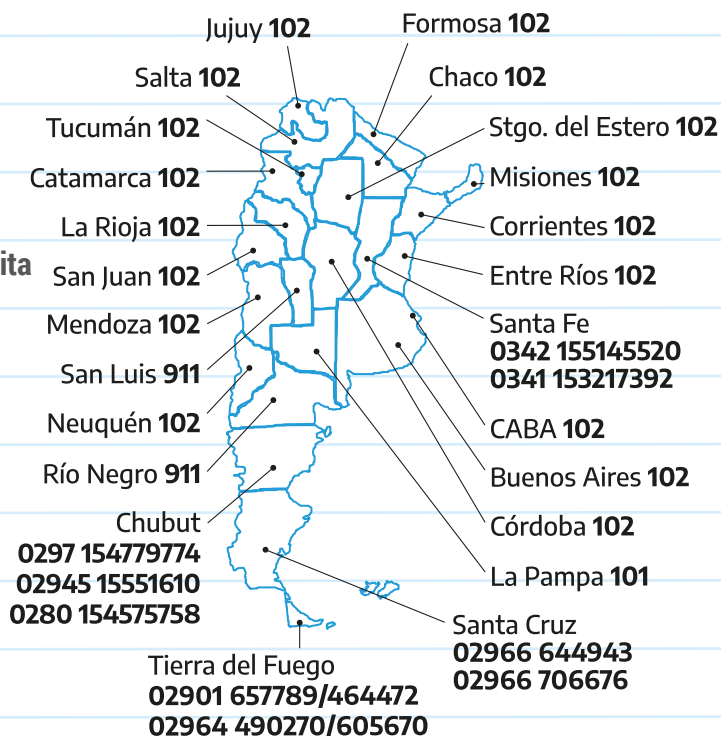 Jujuy 102
Salta 102
Tucumán 102
Catamarca 102
La Rioja 102
ita
San Juan 102
Mendoza 102
San Luis 911
Neuquén 102
Río Negro 911
Chubut
0297 154779774
02945 15551610
0280 154575758
Tierra del Fuego
02901 657789/464472
02964 490270/605670
Formosa 102
Chaco 102
Stgo. del Estero 102
Misiones 102
Corrientes 102
Entre Ríos 102
Santa Fe
0342 155145520
0341 153217392
CABA 102
Buenos Aires 102
Córdoba 102
La Pampa 101
Santa Cruz
02966 644943
02966 706676